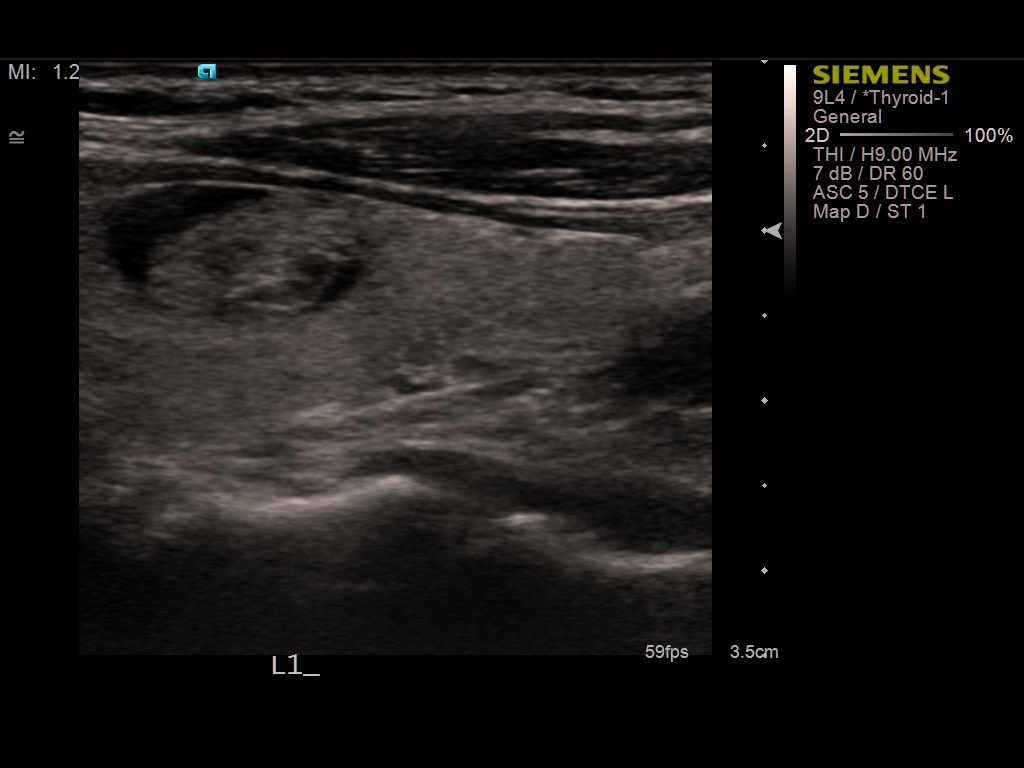 MI: 1.2
SIEMENS
9L4 / *Thyroid-1
General
2D 100%
THI / H9.00 MHz
7 dB / DR 60
ASC 5 / DTCE L
Map D / ST 1
59fps 3.5cm
L1_